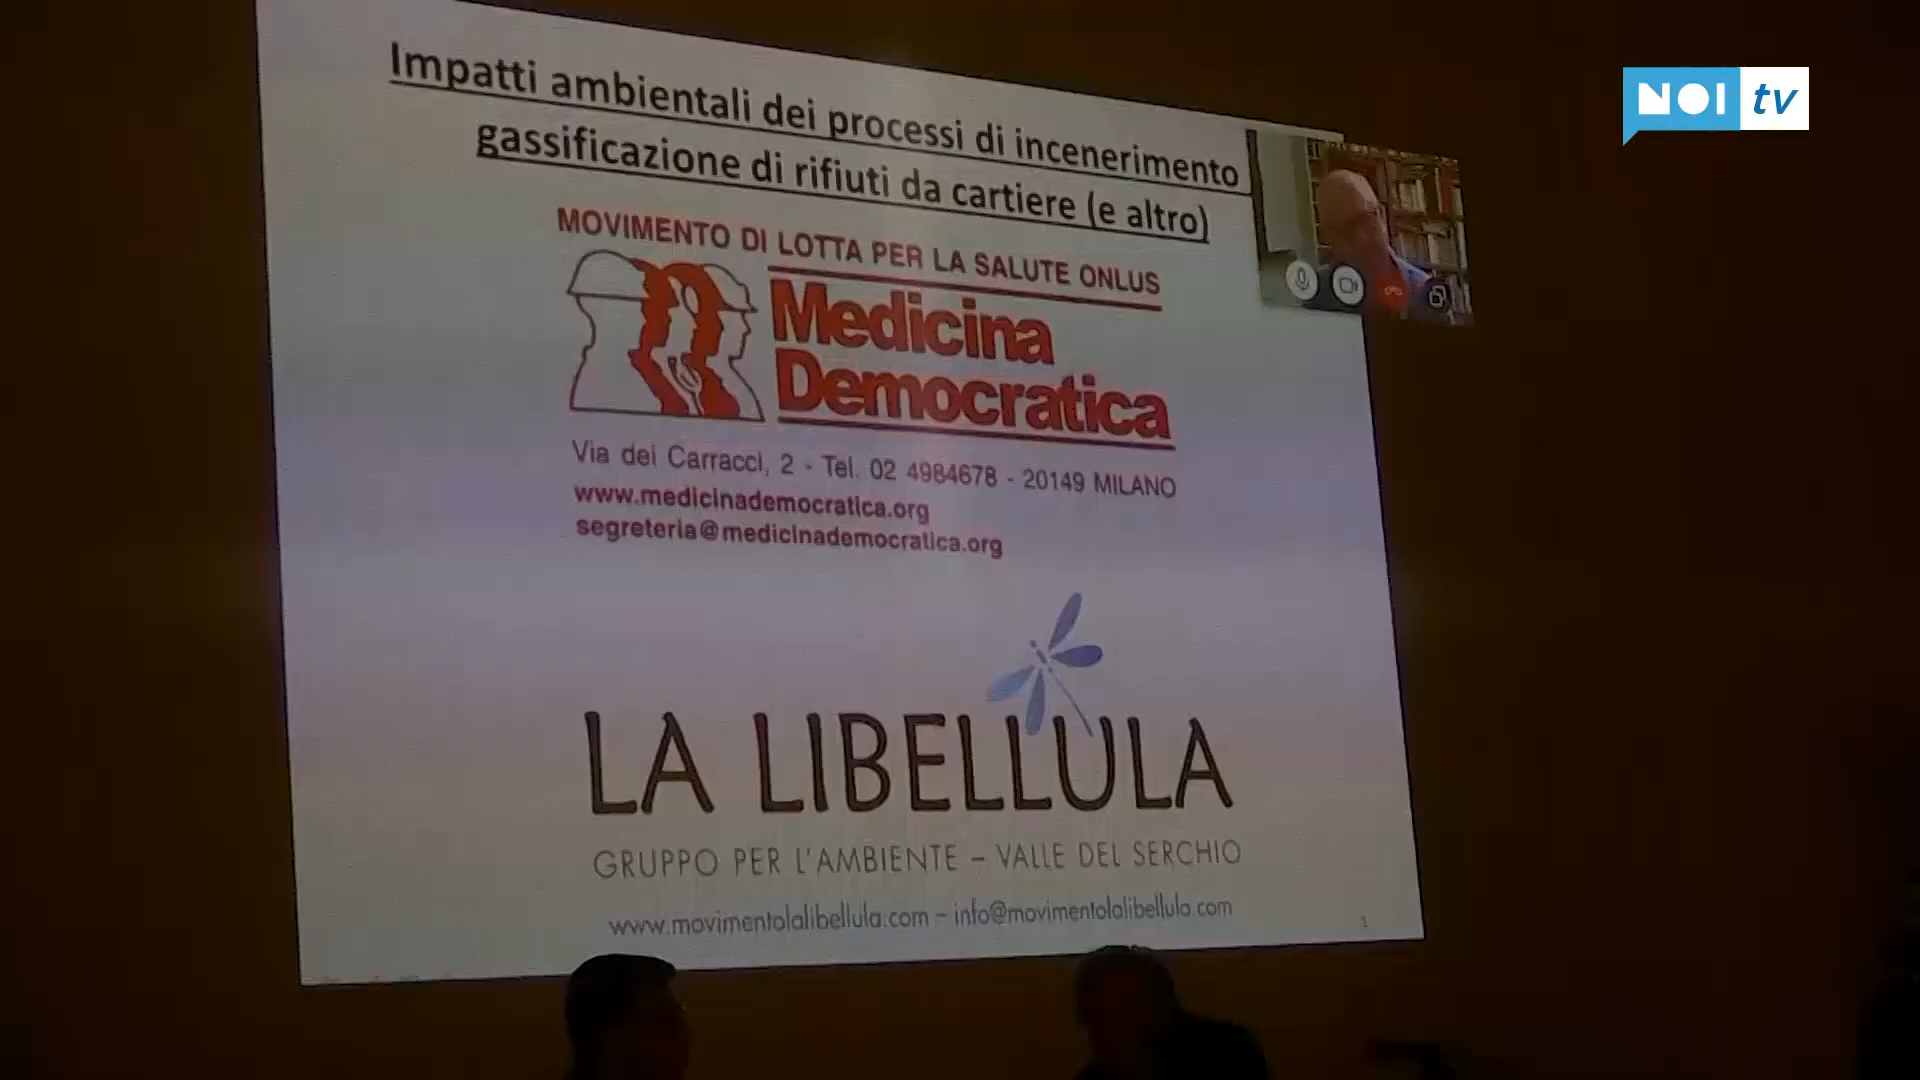 Impatti ambientali dei processi di incenerimento
gassificazione di rifiuti da cartiere (e altro)
MOVIMENTO DI LOTTA PER LA SALUTE ONLUS
Medicina
Democratica
Via dei Carracci, 2 - Tel. 02 4984678 - 20149 MILANO
www.medicinademocratica.org
segreteria@medicinademocratica.org
LA LIBELLULA
GRUPPO PER L'AMBIENTE – VALLE DEL SERCHIO
www.movimentolalibellula.com – info@movimentolalibellula.com
1
NOI tv